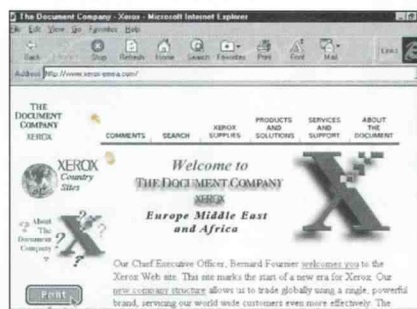 The Document Company - Xerox - Microsoft Internet Explorer
File Edit View Go Favorites Help
Back Stop Refresh Home Search Favorites Print Font Mail Links
Address http://www.xerox-emea.com/
THE
DOCUMENT
COMPANY
XEROX
COMMENTS
SEARCH
XEROX
SUPPLIES
PRODUCTS
AND
SOLUTIONS
SERVICES
AND
SUPPORT
ABOUT
THE
DOCUMENT
XEROX
Country
Sites
Welcome to
THE DOCUMENT COMPANY
XEROX
Europe Middle East
and Africa
About
The
Document
Company
Our Chief Executive Officer, Bernard Fournier welcomes you to the
Xerox Web site. This site marks the start of a new era for Xerox. Our
new company structure allows us to trade globally using a single, powerful
brand, servicing our world wide customers even more effectively. The